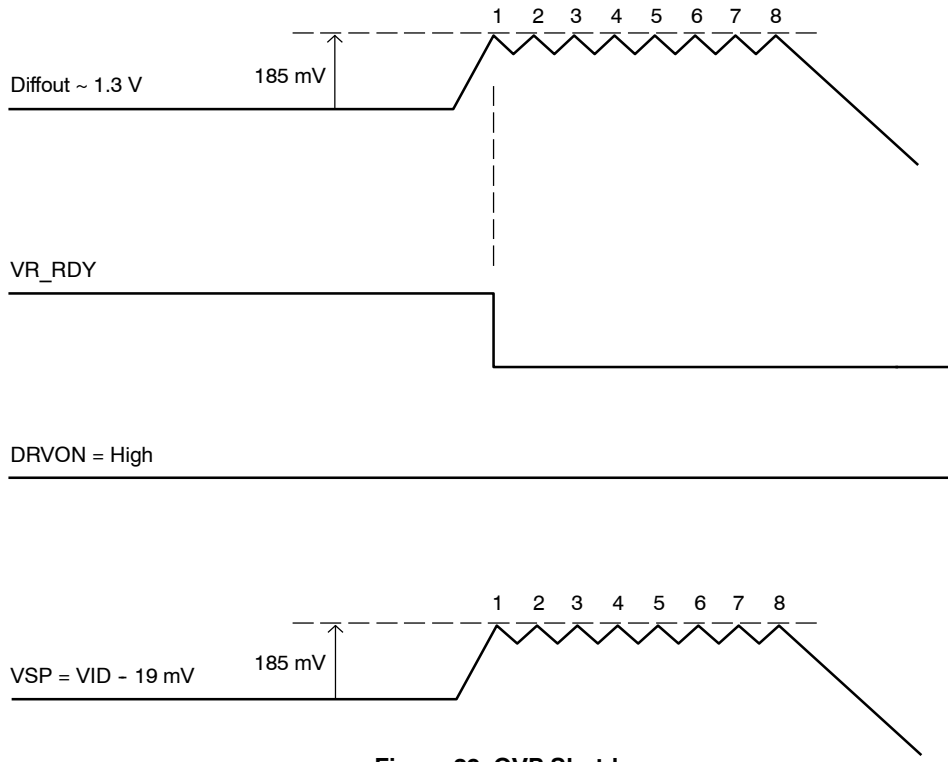 1 2 3 4 5 6 7 8
185 mV
Diffout ~ 1.3 V
VR_RDY
DRVON = High
1 2 3 4 5 6 7 8
185 mV
VSP = VID - 19 mV